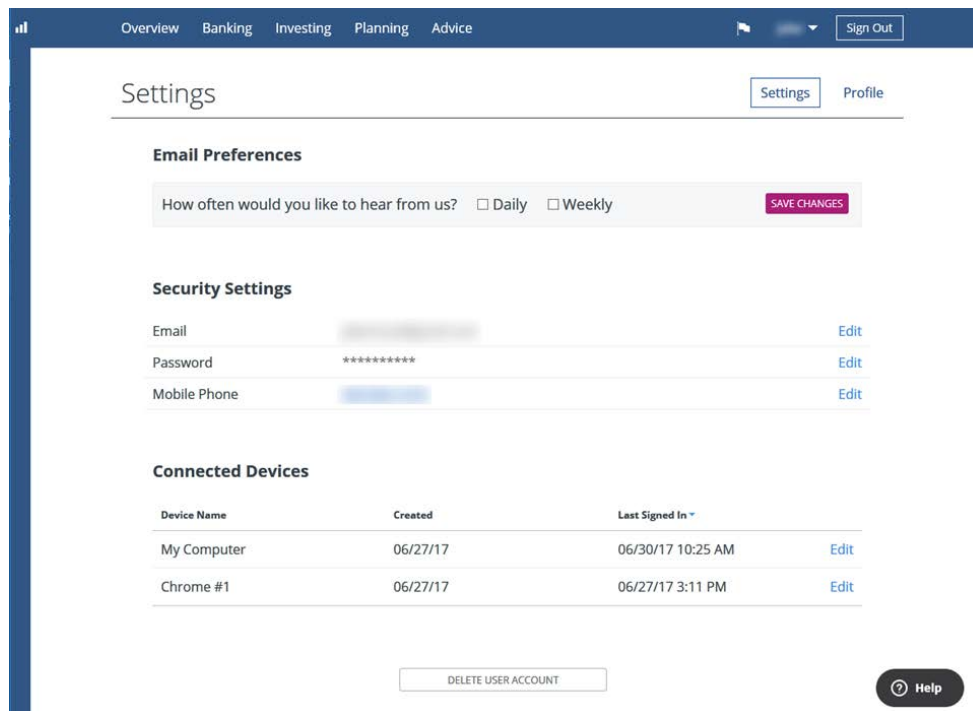 Overview Banking Investing Planning Advice Sign Out
Settings Settings Profile
Email Preferences
How often would you like to hear from us? Daily Weekly SAVE CHANGES
Security Settings
Email Edit
Password ********** Edit
Mobile Phone Edit
Connected Devices
Device Name Created Last Signed In
My Computer 06/27/17 06/30/17 10:25 AM Edit
Chrome #1 06/27/17 06/27/17 3:11 PM Edit
DELETE USER ACCOUNT
Help